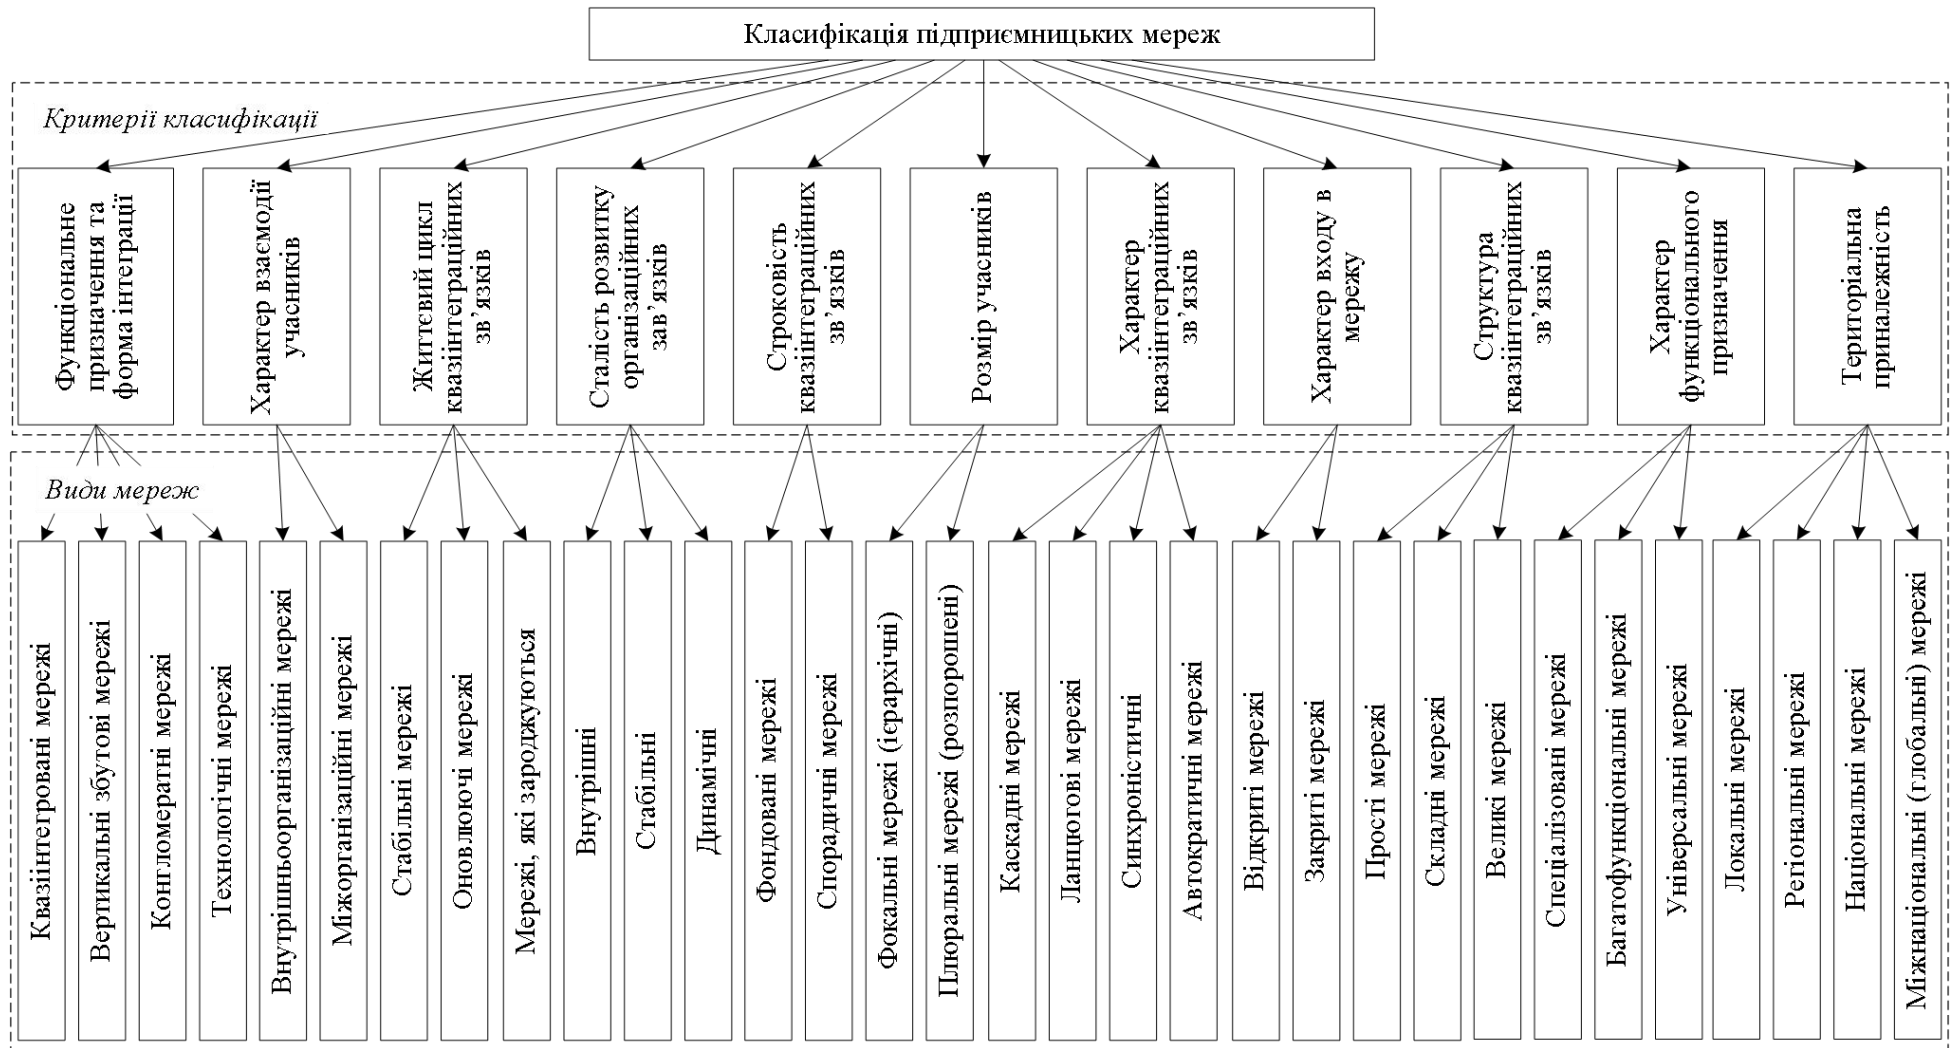 Класифікація підприємницьких мереж
Критерії класифікації
Функціональне
призначення та
форма інтеграції
Характер взаємодії
учасників
Життєвий цикл
квазіінтеграційних
зв’язків
Сталість розвитку
організаційних
зав’язків
Строковість
квазіінтеграційних
зв’язків
Розмір учасників
Характер
квазіінтеграційних
зв’язків
Характер входу в
мережу
Структура
квазіінтеграційних
зв’язків
Характер
функціонального
призначення
Територіальна
приналежність
Види мереж
Квазіінтегровані мережі
Вертикальні збутові мережі
Конгломератні мережі
Технологічні мережі
Внутрішньоорганізаційні мережі
Міжорганізаційні мережі
Стабільні мережі
Оновлюючі мережі
Мережі, які зароджуються
Внутрішні
Стабільні
Динамічні
Фондовані мережі
Спорадичні мережі
Фокальні мережі (ієрархічні)
Плюральні мережі (розпорошені)
Каскадні мережі
Ланцюгові мережі
Синхроністичні
Автократичні мережі
Відкриті мережі
Закриті мережі
Прості мережі
Складні мережі
Великі мережі
Спеціалізовані мережі
Багатофункціональні мережі
Універсальні мережі
Локальні мережі
Регіональні мережі
Національні мережі
Міжнаціональні (глобальні) мережі